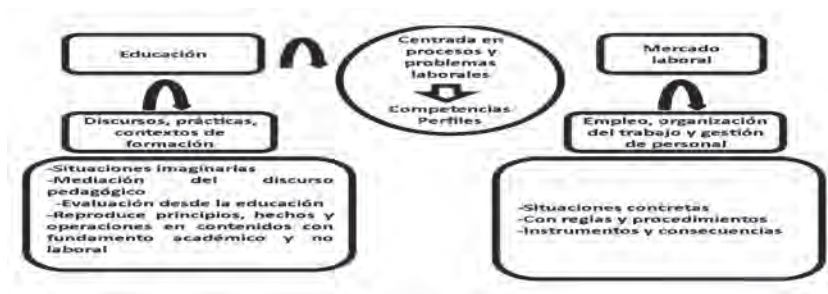 Educación
Centrada en
procesos y
problemas
laborales
Competencias
Perfiles
Mercado
laboral
Discursos, prácticas,
contextos de
formación
Empleo, organización
del trabajo y gestión
de personal
-Situaciones imaginarias
-Mediación del discurso
pedagógico
-Evaluación desde la educación
-Reproduce principios, hechos y
operaciones en contenidos con
fundamento académico y no
laboral
-Situaciones concretas
-Con reglas y procedimientos
-Instrumentos y consecuencias